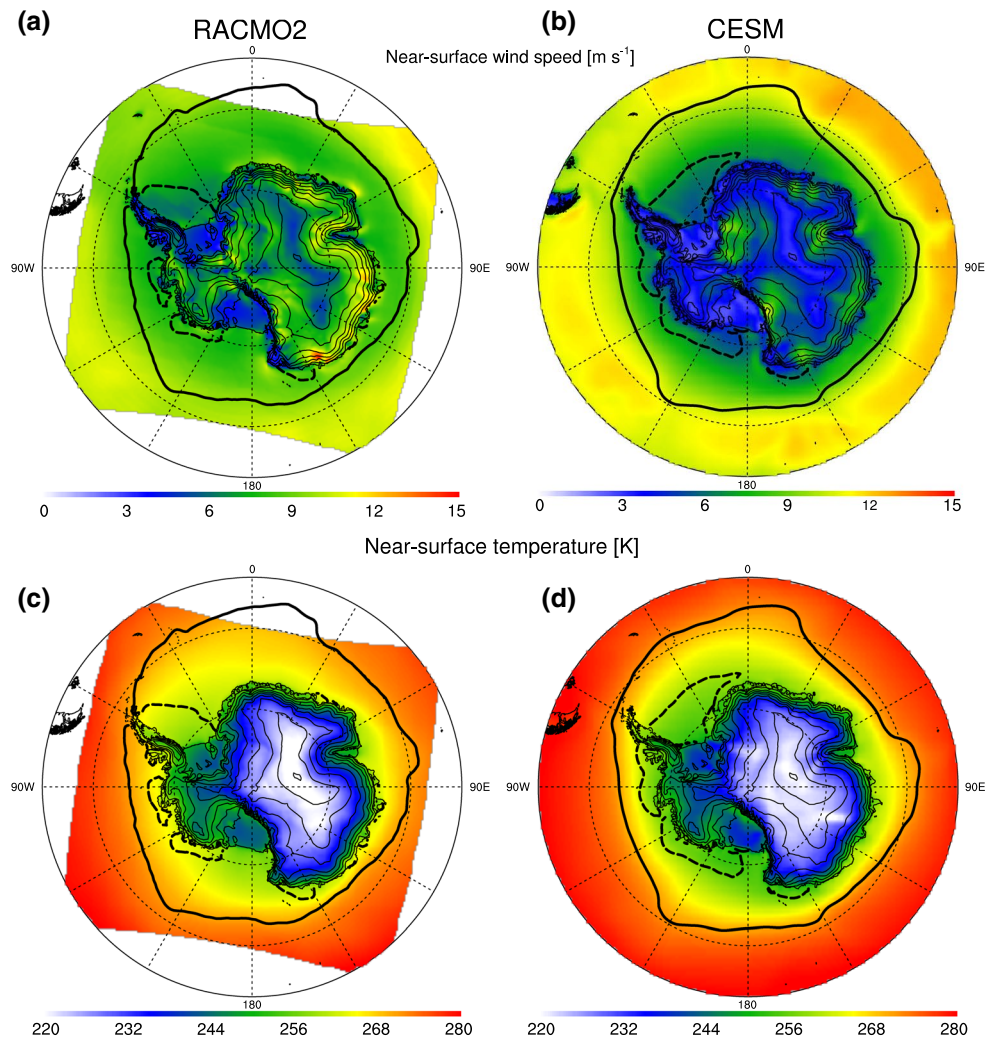 (a) RACMO2 (b) CESM
Near-surface wind speed [m s⁻¹]
0 0
90W 90E 90W 90E
180 180
0 3 6 9 12 15 0 3 6 9 12 15
Near-surface temperature [K]
(c) (d)
0 0
90W 90E 90W 90E
180 180
220 232 244 256 268 280 220 232 244 256 268 280